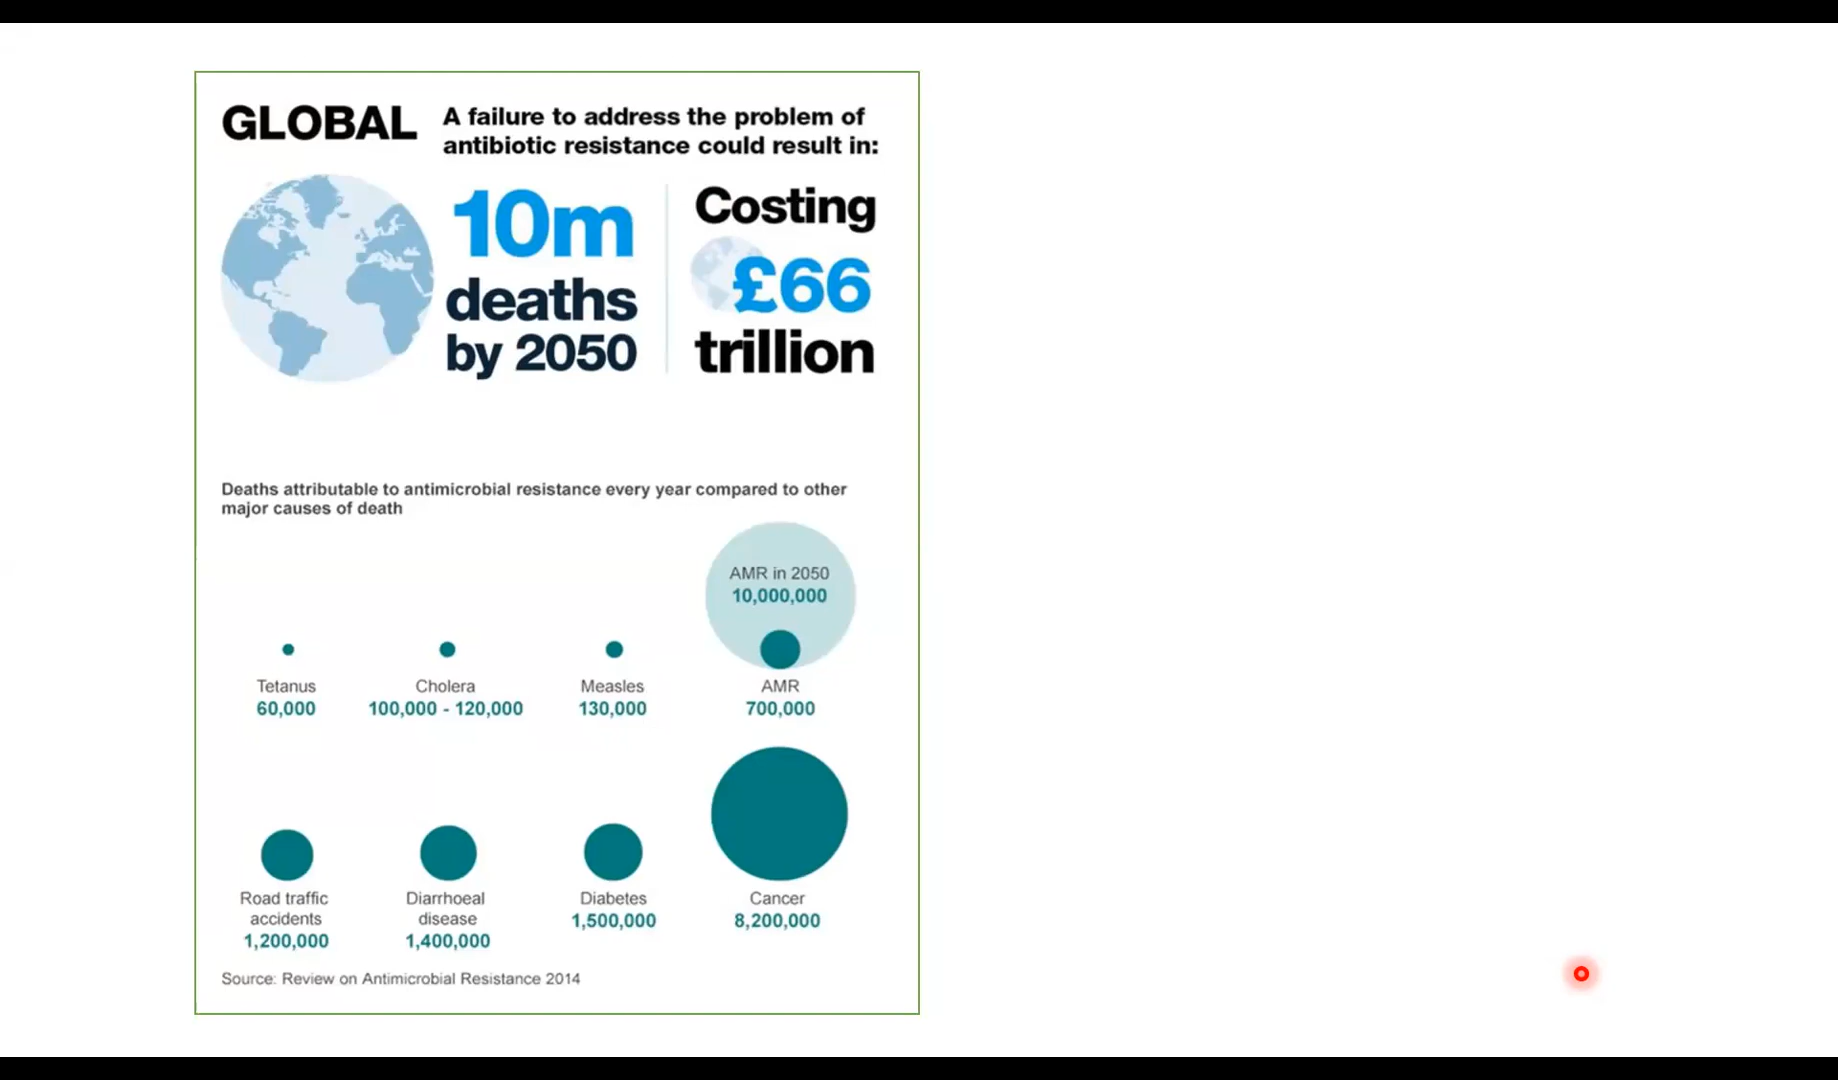 GLOBAL
A failure to address the problem of
antibiotic resistance could result in:
10m
deaths
by 2050
Costing
£66
trillion
Deaths attributable to antimicrobial resistance every year compared to other
major causes of death
AMR in 2050
10,000,000
Tetanus
60,000
Cholera
100,000 - 120,000
Measles
130,000
AMR
700,000
Road traffic
accidents
1,200,000
Diarrhoeal
disease
1,400,000
Diabetes
1,500,000
Cancer
8,200,000
Source: Review on Antimicrobial Resistance 2014